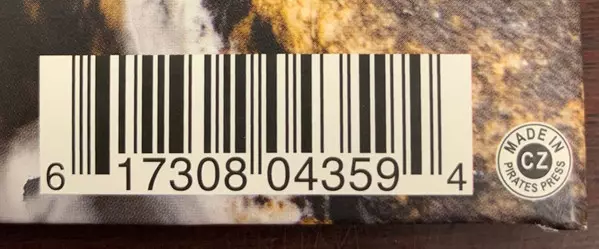 6 17308 04359 4
MADE IN
CZ
PIRATES PRESS